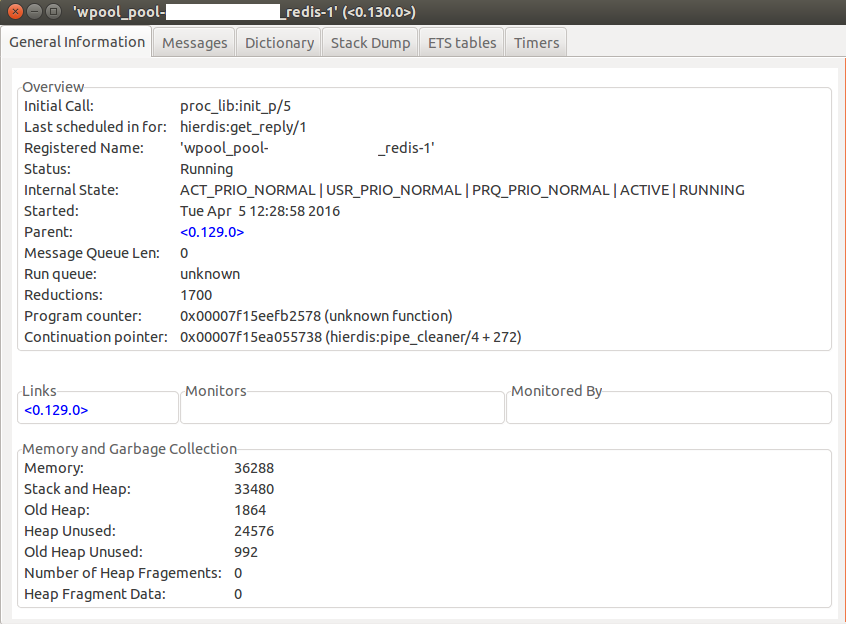 'wpool_pool- _redis-1' (<0.130.0>)
General Information Messages Dictionary Stack Dump ETS tables Timers
Overview
Initial Call: proc_lib:init_p/5
Last scheduled in for: hierdis:get_reply/1
Registered Name: 'wpool_pool- _redis-1'
Status: Running
Internal State: ACT_PRIO_NORMAL | USR_PRIO_NORMAL | PRQ_PRIO_NORMAL | ACTIVE | RUNNING
Started: Tue Apr 5 12:28:58 2016
Parent: <0.129.0>
Message Queue Len: 0
Run queue: unknown
Reductions: 1700
Program counter: 0x00007f15eefb2578 (unknown function)
Continuation pointer: 0x00007f15ea055738 (hierdis:pipe_cleaner/4 + 272)
Links Monitors Monitored By
<0.129.0>
Memory and Garbage Collection
Memory: 36288
Stack and Heap: 33480
Old Heap: 1864
Heap Unused: 24576
Old Heap Unused: 992
Number of Heap Fragements: 0
Heap Fragment Data: 0